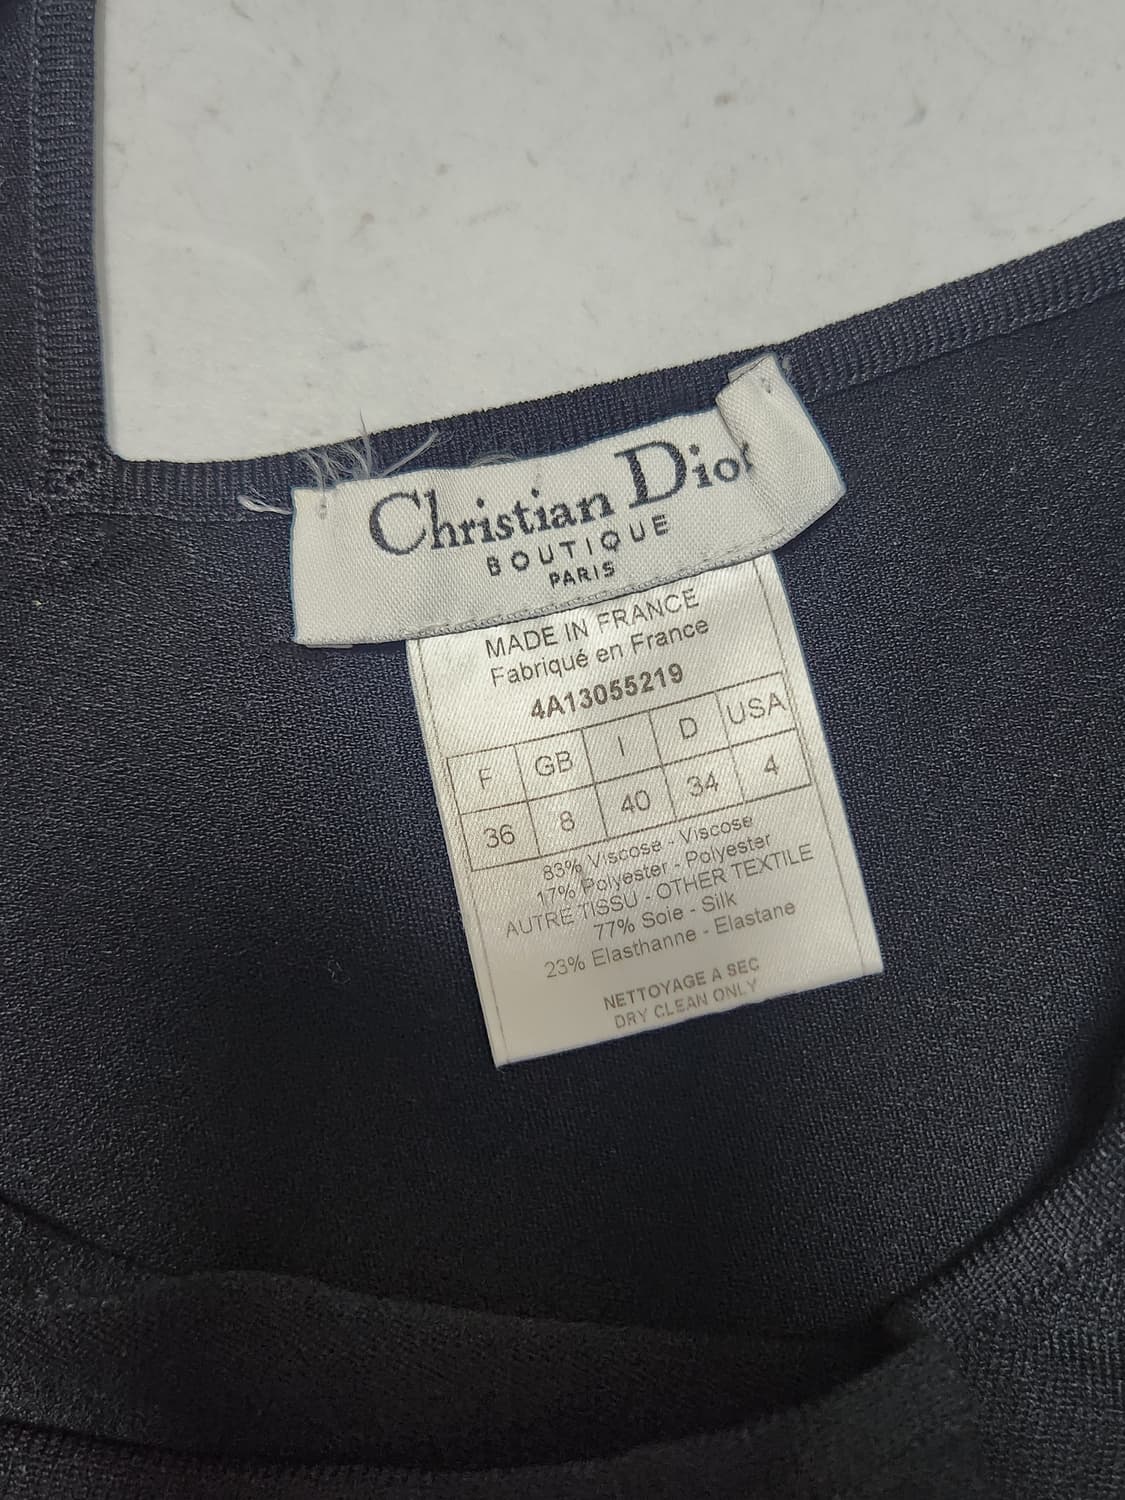 Christian Dior
BOUTIQUE
PARIS
MADE IN FRANCE
Fabriqué en France
4A13055219
F GB I D USA
36 8 40 34 4
83% Viscose - Viscose
17% Polyester - Polyester
AUTRE TISSU - OTHER TEXTILE
77% Soie - Silk
23% Elasthanne - Elastane
NETTOYAGE A SEC
DRY CLEAN ONLY